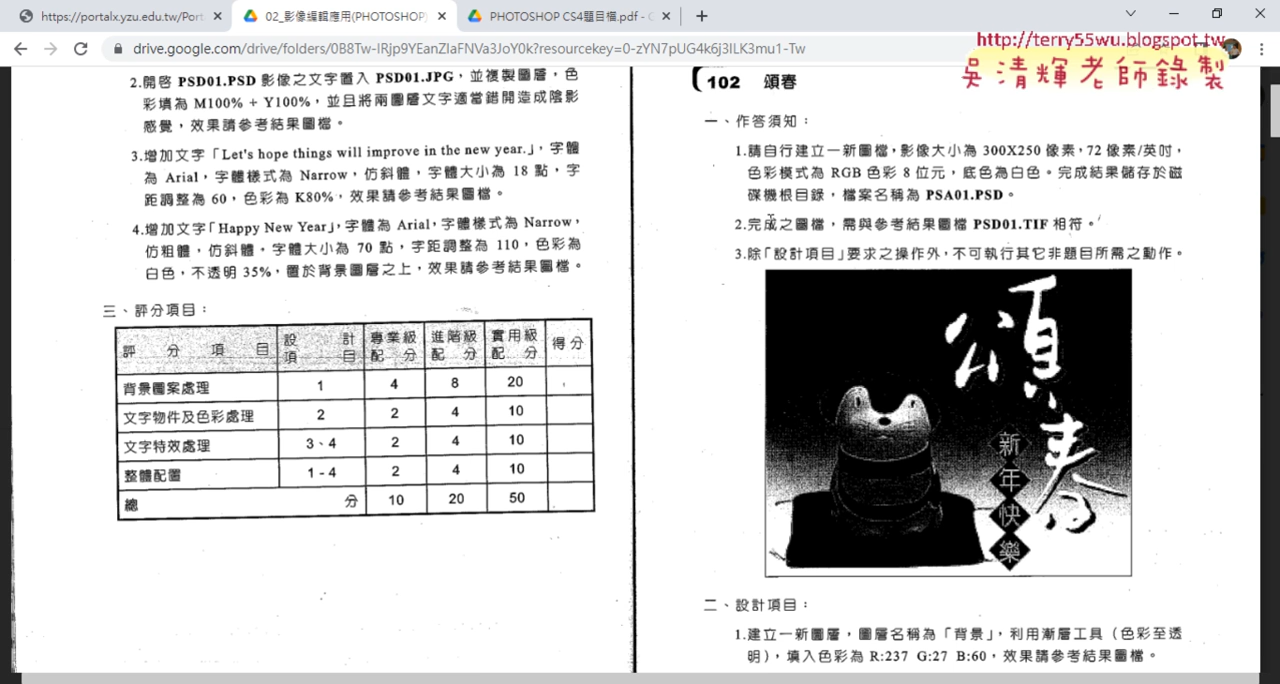 https://portalx.yzu.edu.tw/Port
02_影像編輯應用(PHOTOSHOP)
PHOTOSHOP CS4題目檔.pdf - G
drive.google.com/drive/folders/0B8Tw-IRjp9YEanZlaFNVa3JoY0k?resourcekey=0-zYN7pUG4k6j3ILK3mu1-Tw
http://terry55wu.blogspot.tw
吳清輝老師錄製
2.開啓 PSD01.PSD 影像之文字置入 PSD01.JPG，並複製圖層，色
彩填為 M100% + Y100%，並且將兩圖層文字適當錯開造成陰影
感覺，效果請參考結果圖檔。
3.增加文字「Let's hope things will improve in the new year.」，字體
為 Arial，字體樣式為 Narrow，仿斜體，字體大小為 18 點，字
距調整為 60，色彩為 K80%，效果請參考結果圖檔。
4.增加文字「Happy New Year」，字體為 Arial，字體樣式為 Narrow，
仿粗體，仿斜體，字體大小為 70 點，字距調整為 110，色彩為
白色，不透明 35%，置於背景圖層之上，效果請參考結果圖檔。
三、評分項目：
評分項目 設計項目 專業級配分 進階級配分 實用級配分 得分
背景圖案處理 1 4 8 20
文字物件及色彩處理 2 2 4 10
文字特效處理 3、4 2 4 10
整體配置 1 - 4 2 4 10
總分 10 20 50
102 頌春
一、作答須知：
1.請自行建立一新圖檔，影像大小為 300X250 像素，72 像素/英吋，
色彩模式為 RGB 色彩 8 位元，底色為白色。完成結果儲存於磁
碟機根目錄，檔案名稱為 PSA01.PSD。
2.完成之圖檔，需與參考結果圖檔 PSD01.TIF 相符。
3.除「設計項目」要求之操作外，不可執行其它非題目所需之動作。
頌春
新年快樂
二、設計項目：
1.建立一新圖層，圖層名稱為「背景」，利用漸層工具（色彩至透
明），填入色彩為 R:237 G:27 B:60，效果請參考結果圖檔。